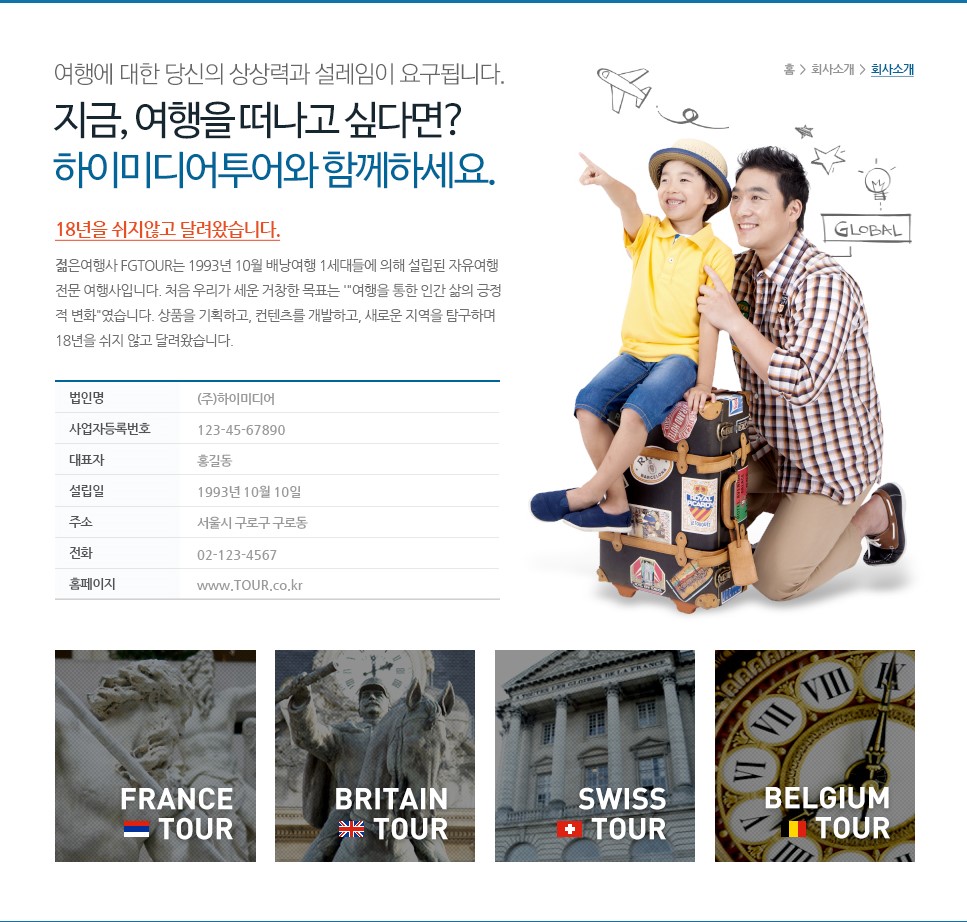 여행에 대한 당신의 상상력과 설레임이 요구됩니다.
지금, 여행을 떠나고 싶다면?
하이미디어투어와 함께하세요.
홈 > 회사소개 > 회사소개
GLOBAL
18년을 쉬지않고 달려왔습니다.
젊은여행사 FGTOUR는 1993년 10월 배낭여행 1세대들에 의해 설립된 자유여행
전문 여행사입니다. 처음 우리가 세운 거창한 목표는 '"여행을 통한 인간 삶의 긍정
적 변화"였습니다. 상품을 기획하고, 컨텐츠를 개발하고, 새로운 지역을 탐구하며
18년을 쉬지 않고 달려왔습니다.
법인명 (주)하이미디어
사업자등록번호 123-45-67890
대표자 홍길동
설립일 1993년 10월 10일
주소 서울시 구로구 구로동
전화 02-123-4567
홈페이지 www.TOUR.co.kr
ROYAL
PICARDY
BARCELONA
A TOUTES LES GLOIRES DE LA FRANCE
VIII IX
VII
VI
FRANCE
TOUR
BRITAIN
TOUR
SWISS
TOUR
BELGIUM
TOUR